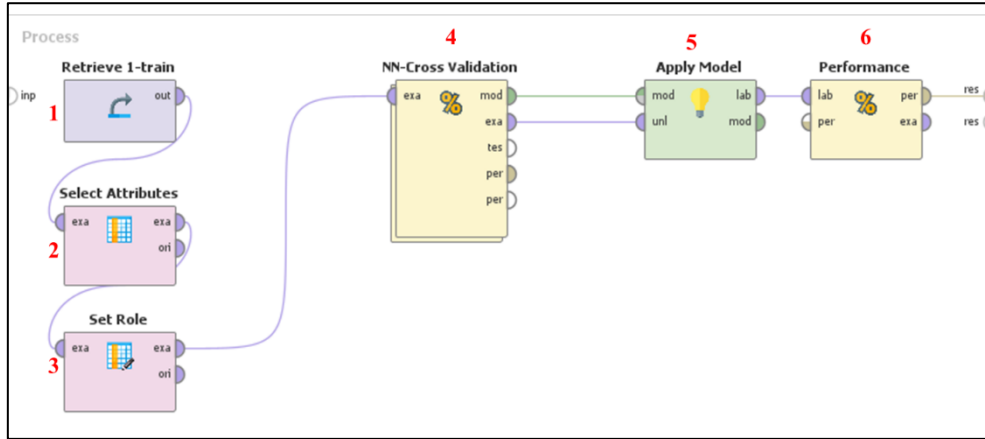 Process
inp
1
Retrieve 1-train
out
2
Select Attributes
exa
exa
ori
3
Set Role
exa
exa
ori
4
NN-Cross Validation
exa
mod
exa
tes
per
per
5
Apply Model
mod
lab
unl
mod
6
Performance
lab
per
per
exa
res
res